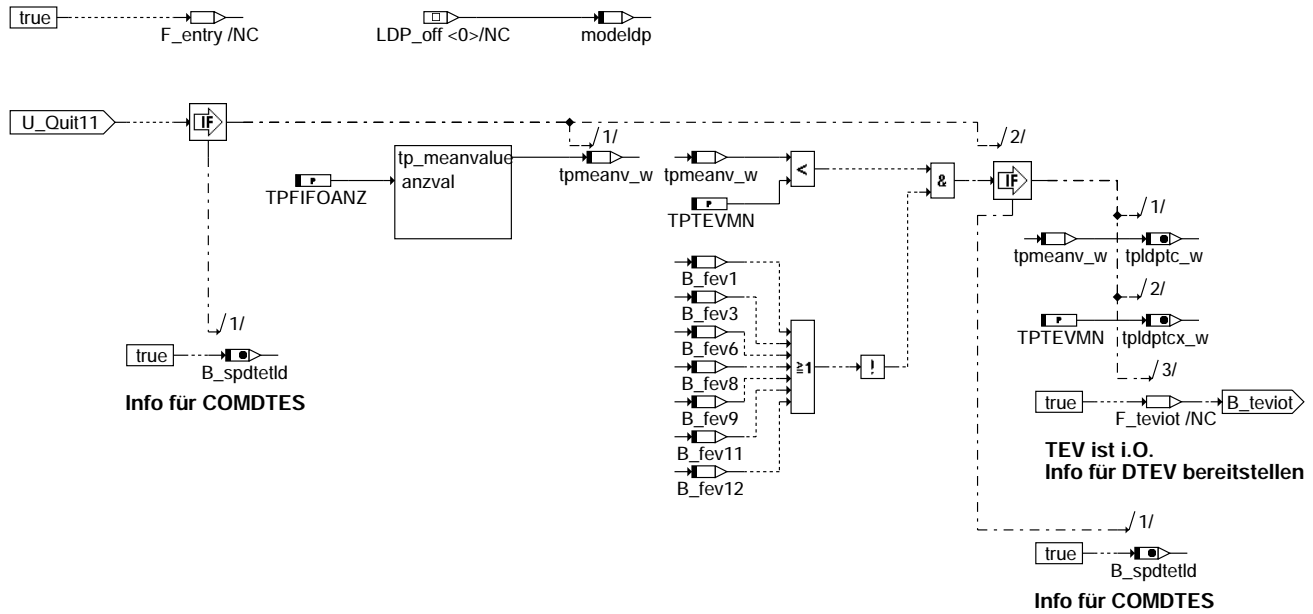 true
F_entry /NC
LDP_off <0>/NC
modeldp
U_Quit11
IF
/1/
/2/
tp_meanvalue
anzval
P
TPFIFOANZ
tpmeanv_w
tpmeanv_w
<
&
IF
P
TPTEVMN
/1/
tpmeanv_w
tpldptc_w
B_fev1
B_fev3
B_fev6
B_fev8
B_fev9
B_fev11
B_fev12
≥1
!
/2/
P
TPTEVMN
tpldptcx_w
/3/
true
F_teviot /NC
B_teviot
TEV ist i.O.
Info für DTEV bereitstellen
/1/
true
B_spdtetld
Info für COMDTES
/1/
true
B_spdtetld
Info für COMDTES